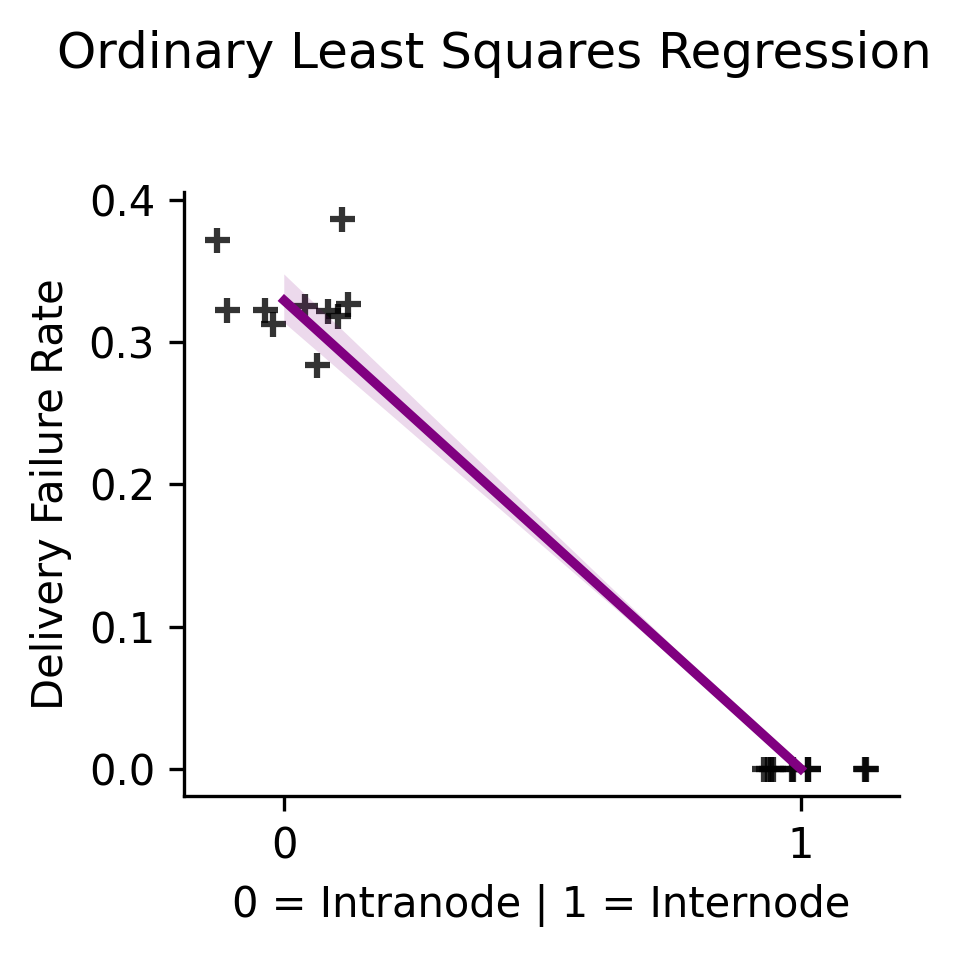 Ordinary Least Squares Regression
Delivery Failure Rate
0.4
0.3
0.2
0.1
0.0
0
1
0 = Intranode | 1 = Internode